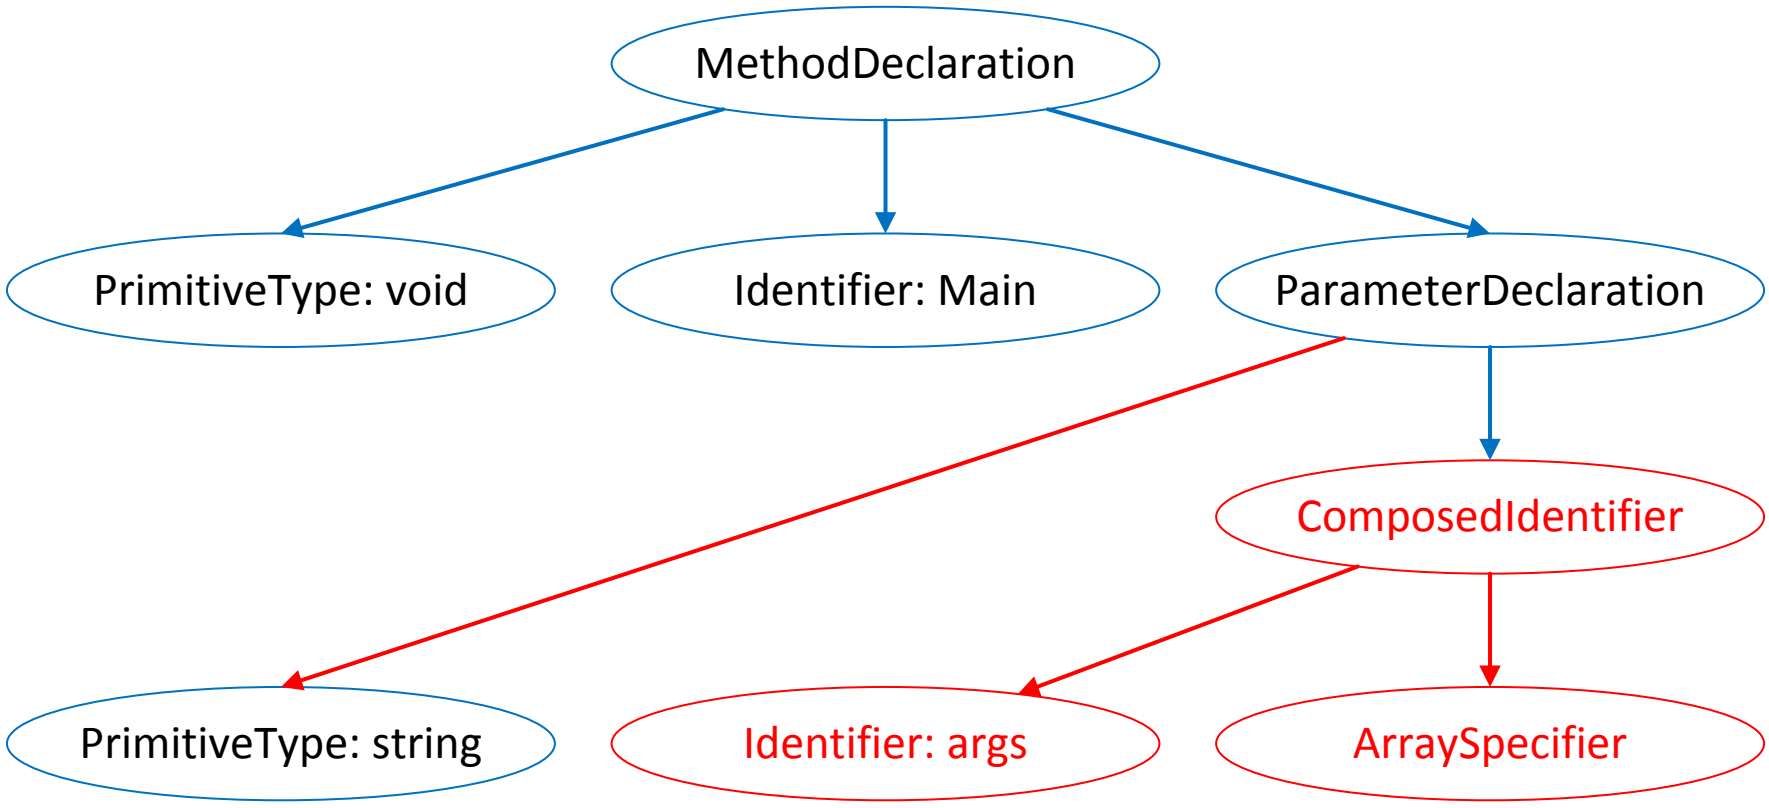 MethodDeclaration
PrimitiveType: void
Identifier: Main
ParameterDeclaration
ComposedIdentifier
PrimitiveType: string
Identifier: args
ArraySpecifier